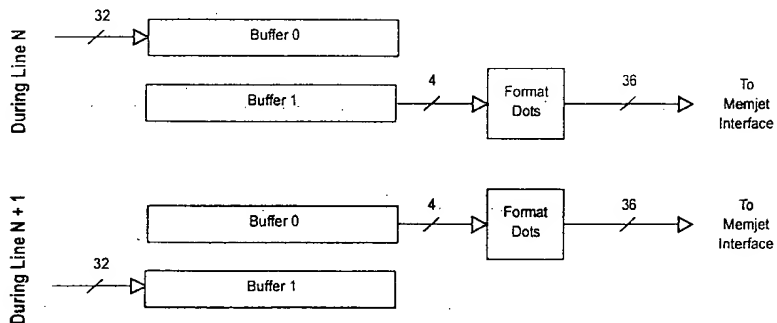 During Line N
32
Buffer 0
Buffer 1
4
Format
Dots
36
To
Memjet
Interface
During Line N + 1
Buffer 0
4
Format
Dots
36
To
Memjet
Interface
32
Buffer 1